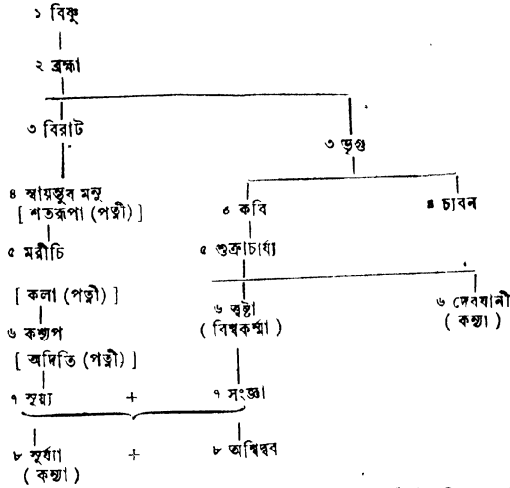 ১ বিষ্ণু
২ ব্রহ্মা
৩ বিরাট
৩ ভৃগু
৪ স্বায়ম্ভুব মনু
[ শতরূপা (পত্নী) ]
৪ কবি
৪ চ্যবন
৫ মরীচি
৫ শুক্রাচার্য্য
[ কলা (পত্নী) ]
৬ ত্বষ্টা
( বিশ্বকর্ম্মা )
৬ দেবযানী
( কন্যা )
৬ কশ্যপ
[ অদিতি (পত্নী) ]
৭ সূর্য্য + ৭ সংজ্ঞা
৮ সূর্য্যা + ৮ অশ্বিদ্বব
( কন্যা )